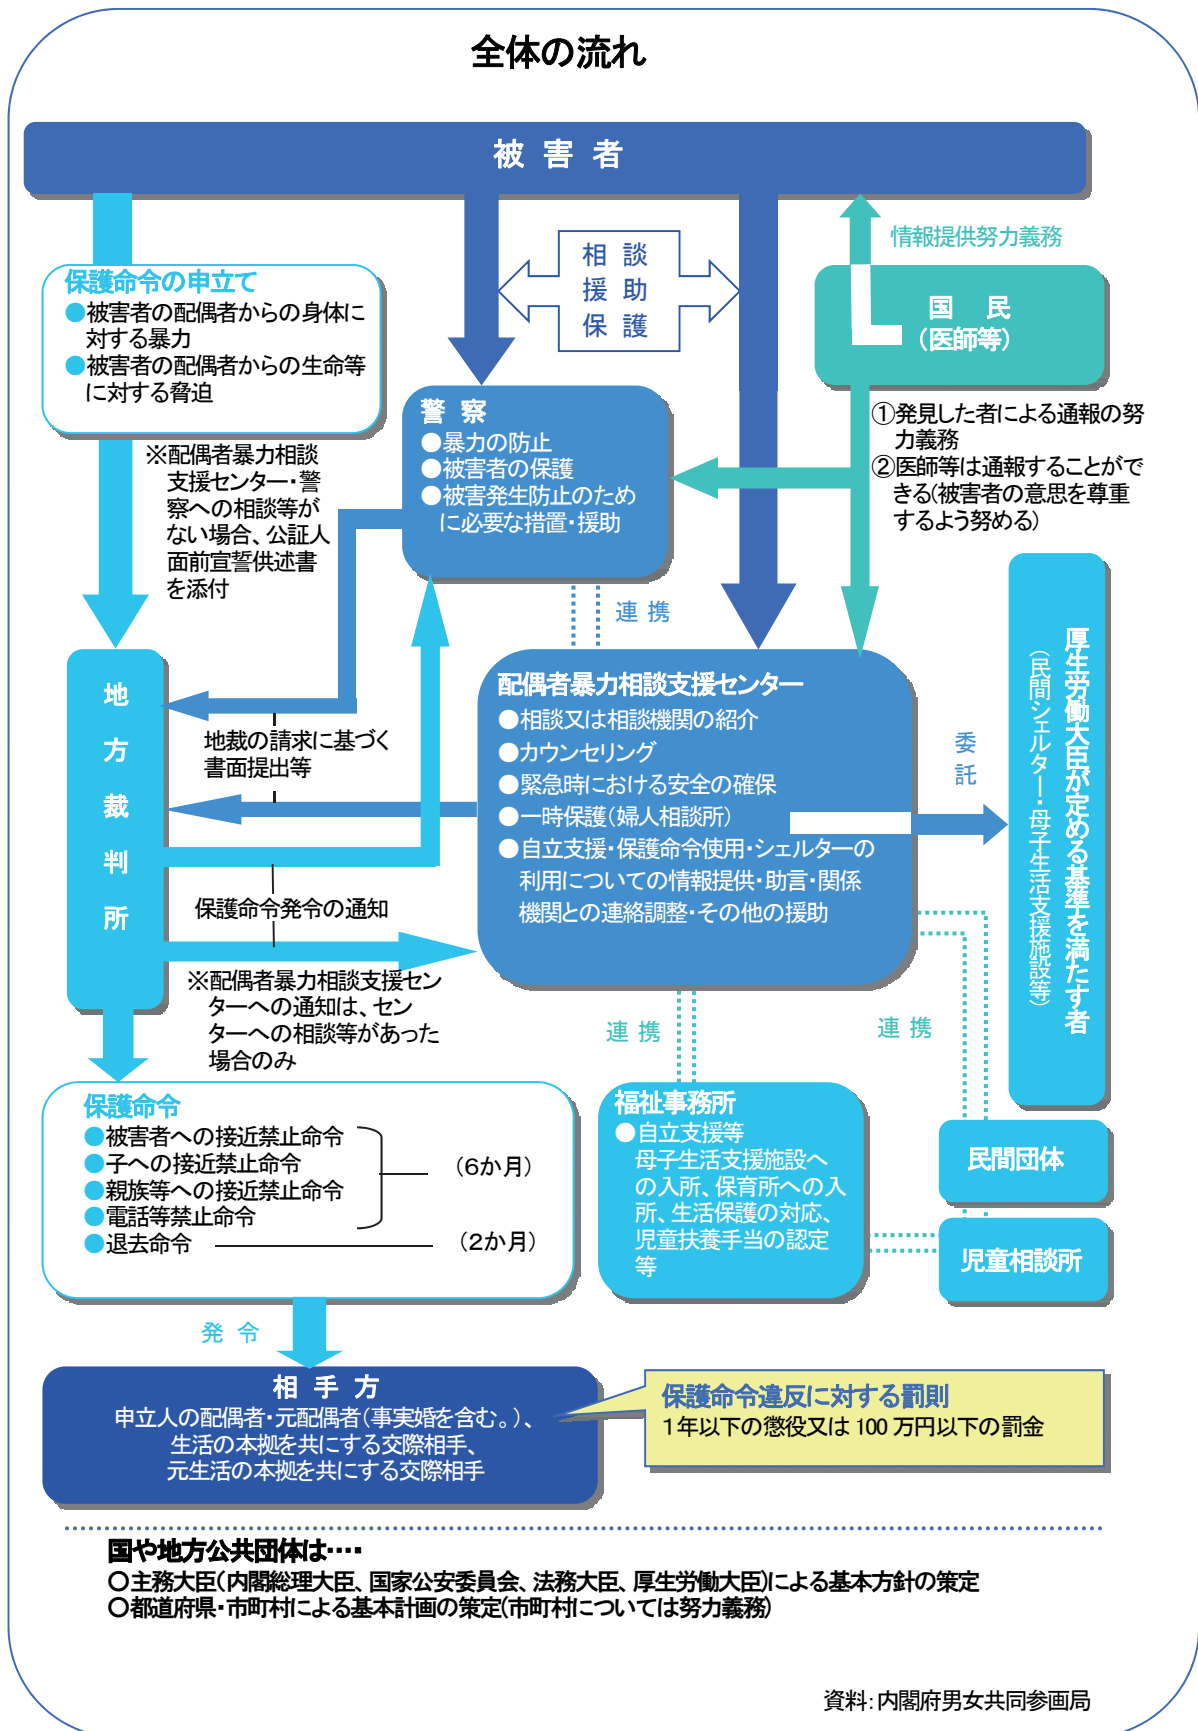 全体の流れ
被 害 者
相 談
援 助
保 護
情報提供努力義務
国 民
（医師等）
保護命令の申立て
●被害者の配偶者からの身体に
対する暴力
●被害者の配偶者からの生命等
に対する脅迫
①発見した者による通報の努
力義務
②医師等は通報することがで
きる(被害者の意思を尊重
するよう努める)
警 察
●暴力の防止
●被害者の保護
●被害発生防止のため
に必要な措置・援助
※配偶者暴力相談
支援センター・警
察への相談等が
ない場合、公証人
面前宣誓供述書
を添付
連 携
地方裁判所
地裁の請求に基づく
書面提出等
配偶者暴力相談支援センター
●相談又は相談機関の紹介
●カウンセリング
●緊急時における安全の確保
●一時保護（婦人相談所）
●自立支援・保護命令使用・シェルターの
利用についての情報提供・助言・関係
機関との連絡調整・その他の援助
委託
厚生労働大臣が定める基準を満たす者
（民間シェルター・母子生活支援施設等）
保護命令発令の通知
※配偶者暴力相談支援セン
ターへの通知は、セン
ターへの相談等があった
場合のみ
連 携
連 携
保護命令
●被害者への接近禁止命令
●子への接近禁止命令
●親族等への接近禁止命令
●電話等禁止命令
（6か月）
●退去命令
（2か月）
福祉事務所
●自立支援等
母子生活支援施設へ
の入所、保育所への入
所、生活保護の対応、
児童扶養手当の認定
等
民間団体
児童相談所
発 令
相 手 方
申立人の配偶者・元配偶者（事実婚を含む。）、
生活の本拠を共にする交際相手、
元生活の本拠を共にする交際相手
保護命令違反に対する罰則
1年以下の懲役又は 100 万円以下の罰金
国や地方公共団体は‥‥
○主務大臣（内閣総理大臣、国家公安委員会、法務大臣、厚生労働大臣）による基本方針の策定
○都道府県・市町村による基本計画の策定(市町村については努力義務)
資料:内閣府男女共同参画局